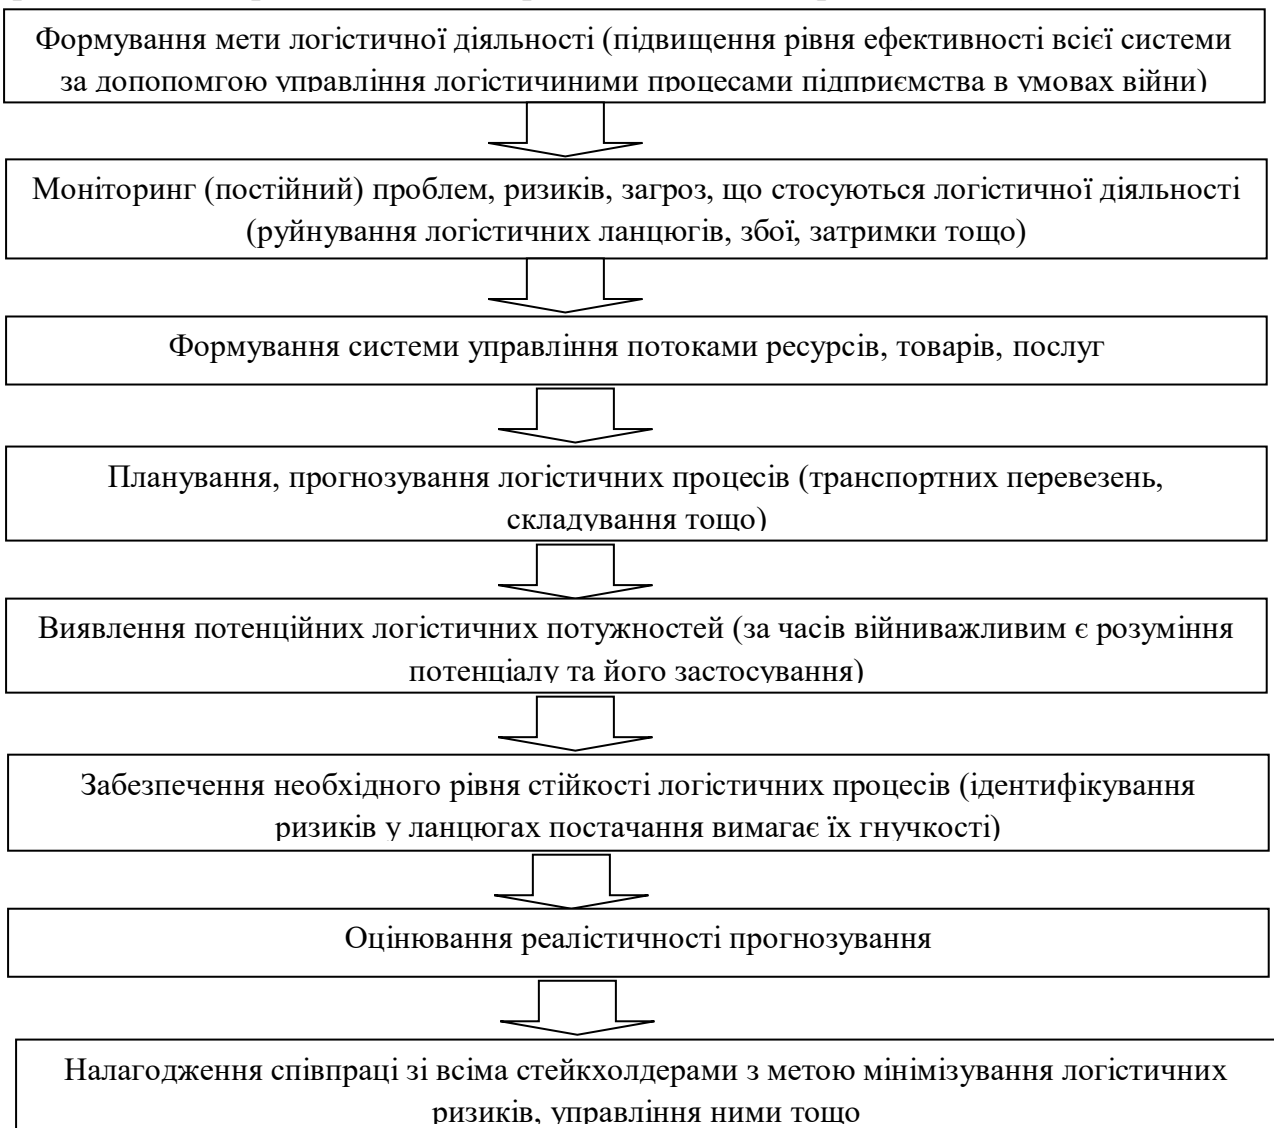 Формування мети логістичної діяльності (підвищення рівня ефективності всієї системи
за допопомгою управління логістичиними процесами підприємства в умовах війни)
Моніторинг (постійний) проблем, ризиків, загроз, що стосуються логістичної діяльності
(руйнування логістичних ланцюгів, збої, затримки тощо)
Формування системи управління потоками ресурсів, товарів, послуг
Планування, прогнозування логістичних процесів (транспортних перевезень,
складування тощо)
Виявлення потенційних логістичних потужностей (за часів війниважливим є розуміння
потенціалу та його застосування)
Забезпечення необхідного рівня стійкості логістичних процесів (ідентифікування
ризиків у ланцюгах постачання вимагає їх гнучкості)
Оцінювання реалістичності прогнозування
Налагодження співпраці зі всіма стейкхолдерами з метою мінімізування логістичних
ризиків, управління ними тощо